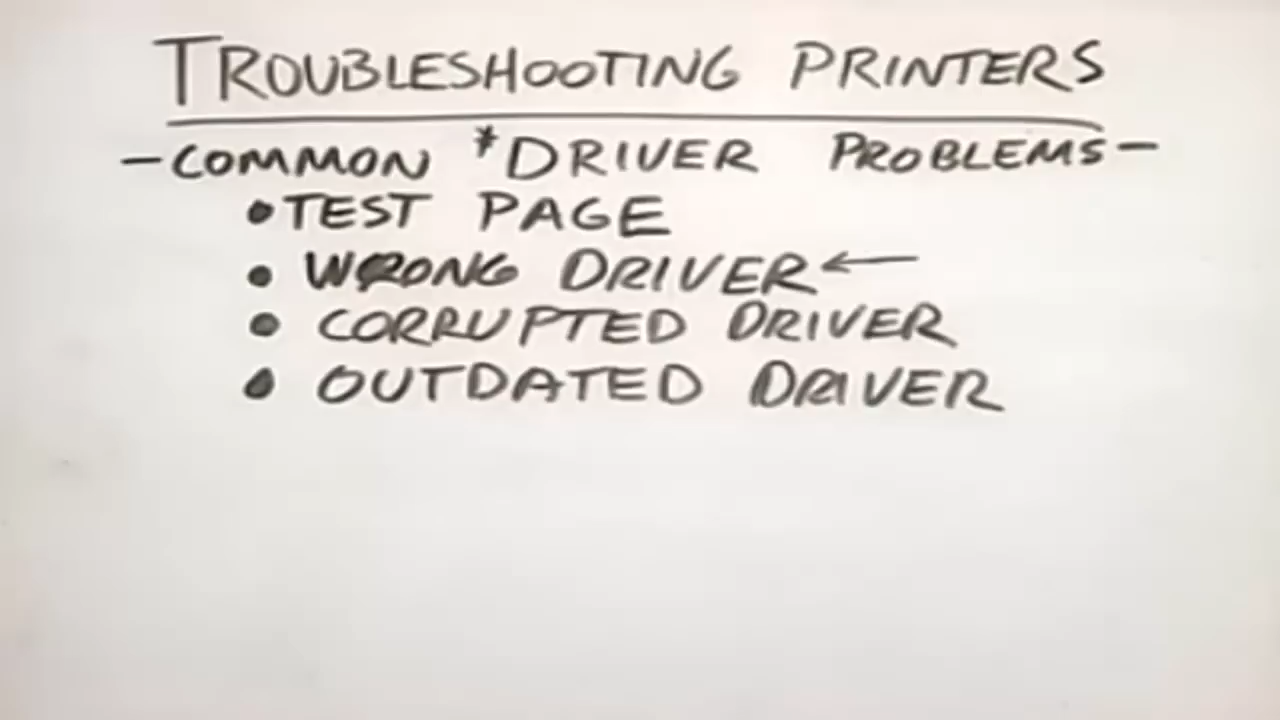 TROUBLESHOOTING PRINTERS
- COMMON *DRIVER PROBLEMS -
• TEST PAGE
• WRONG DRIVER ←
• CORRUPTED DRIVER
• OUTDATED DRIVER